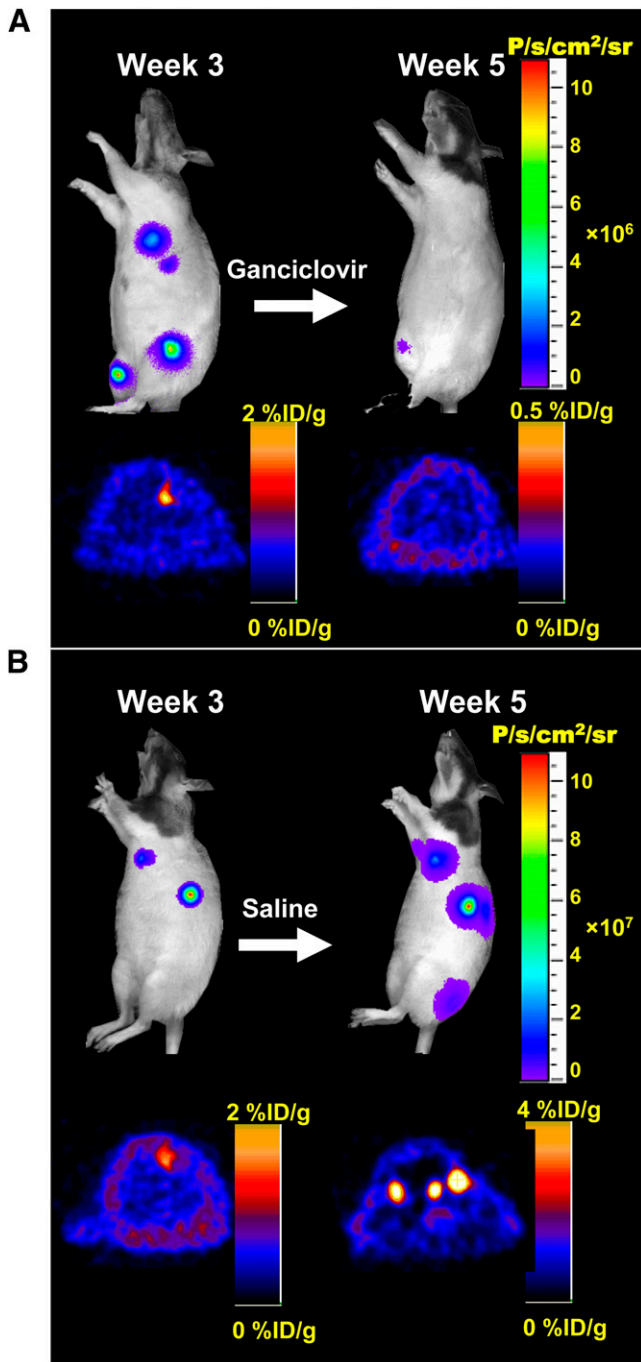 A
Week 3
Week 5
P/s/cm²/sr
10
8
6
×10⁶
4
2
0
Ganciclovir
2 %ID/g
0.5 %ID/g
0 %ID/g
0 %ID/g
B
Week 3
Week 5
P/s/cm²/sr
10
8
6
×10⁷
4
2
0
Saline
2 %ID/g
4 %ID/g
0 %ID/g
0 %ID/g